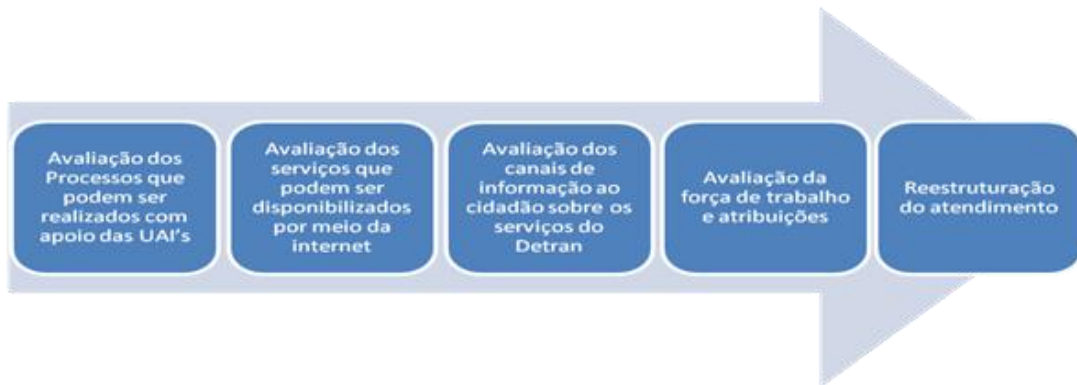 Avaliação dos
Processos que
podem ser
realizados com
apoio das UAI's
Avaliação dos
serviços que
podem ser
disponibilizados
por meio da
internet
Avaliação dos
canais de
informação ao
cidadão sobre os
serviços do
Detran
Avaliação da
força de trabalho
e atribuições
Reestruturação
do atendimento